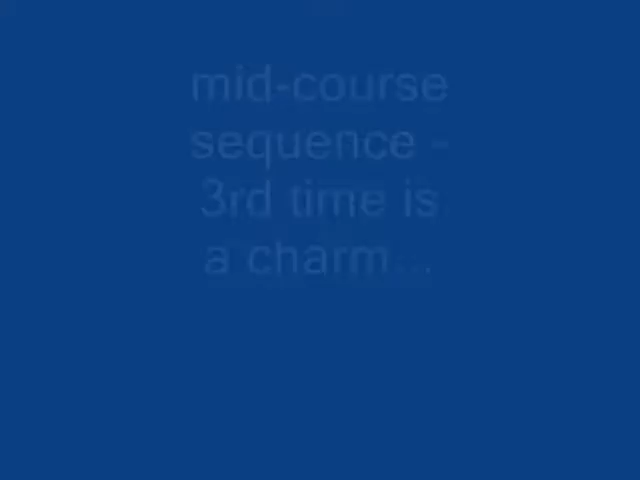 mid-course
sequence -
3rd time is
a charm...